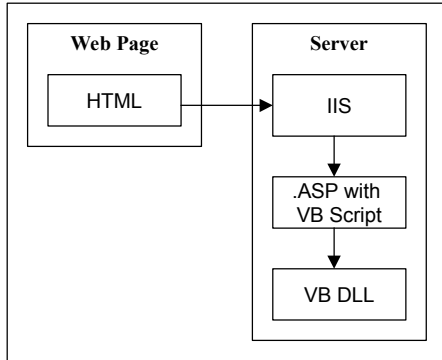 Web Page
HTML
Server
IIS
.ASP with
VB Script
VB DLL